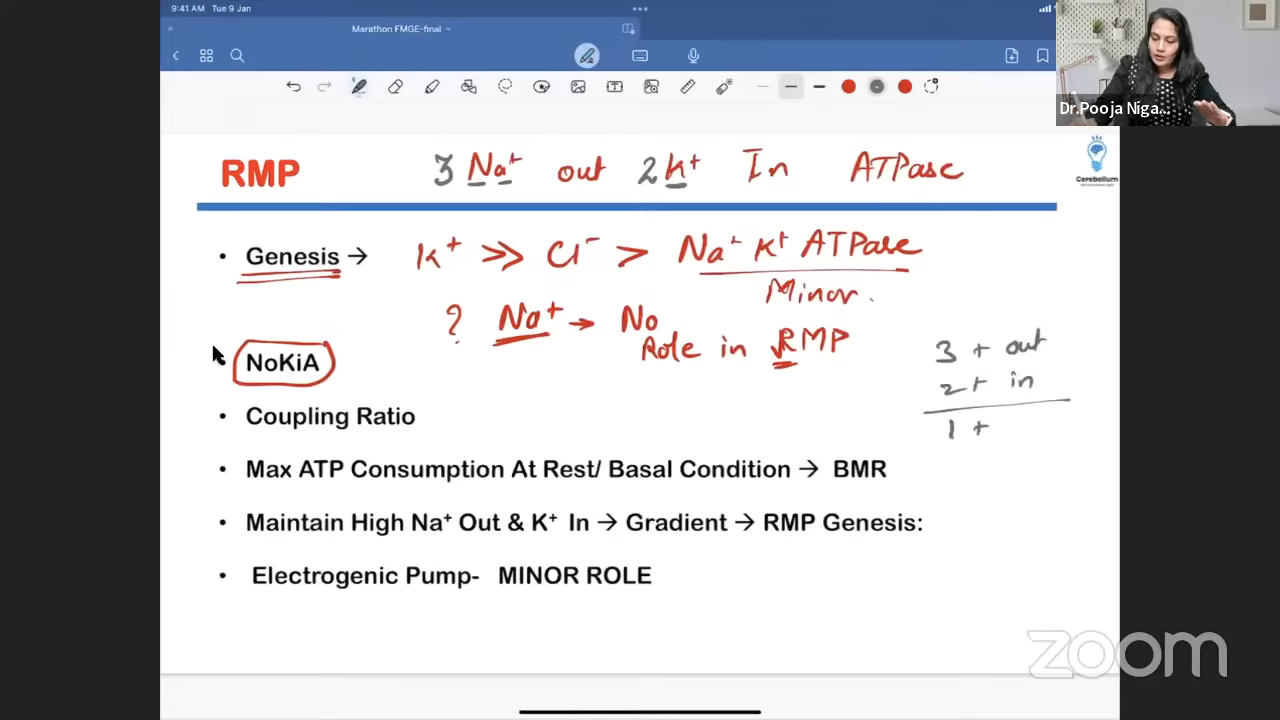 9:41 AM Tue 9 Jan
Marathon FMGE-final
Dr.Pooja Niga...
RMP
3 Na+ out 2 K+ In ATPase
Cerebellum
• Genesis → K+ >> Cl- > Na+ K+ ATPase
Minor.
? Na+ → No
Role in RMP
3 + out
2 + in
1 +
• NoKiA
• Coupling Ratio
• Max ATP Consumption At Rest/ Basal Condition → BMR
• Maintain High Na+ Out & K+ In → Gradient → RMP Genesis:
• Electrogenic Pump- MINOR ROLE
zoom